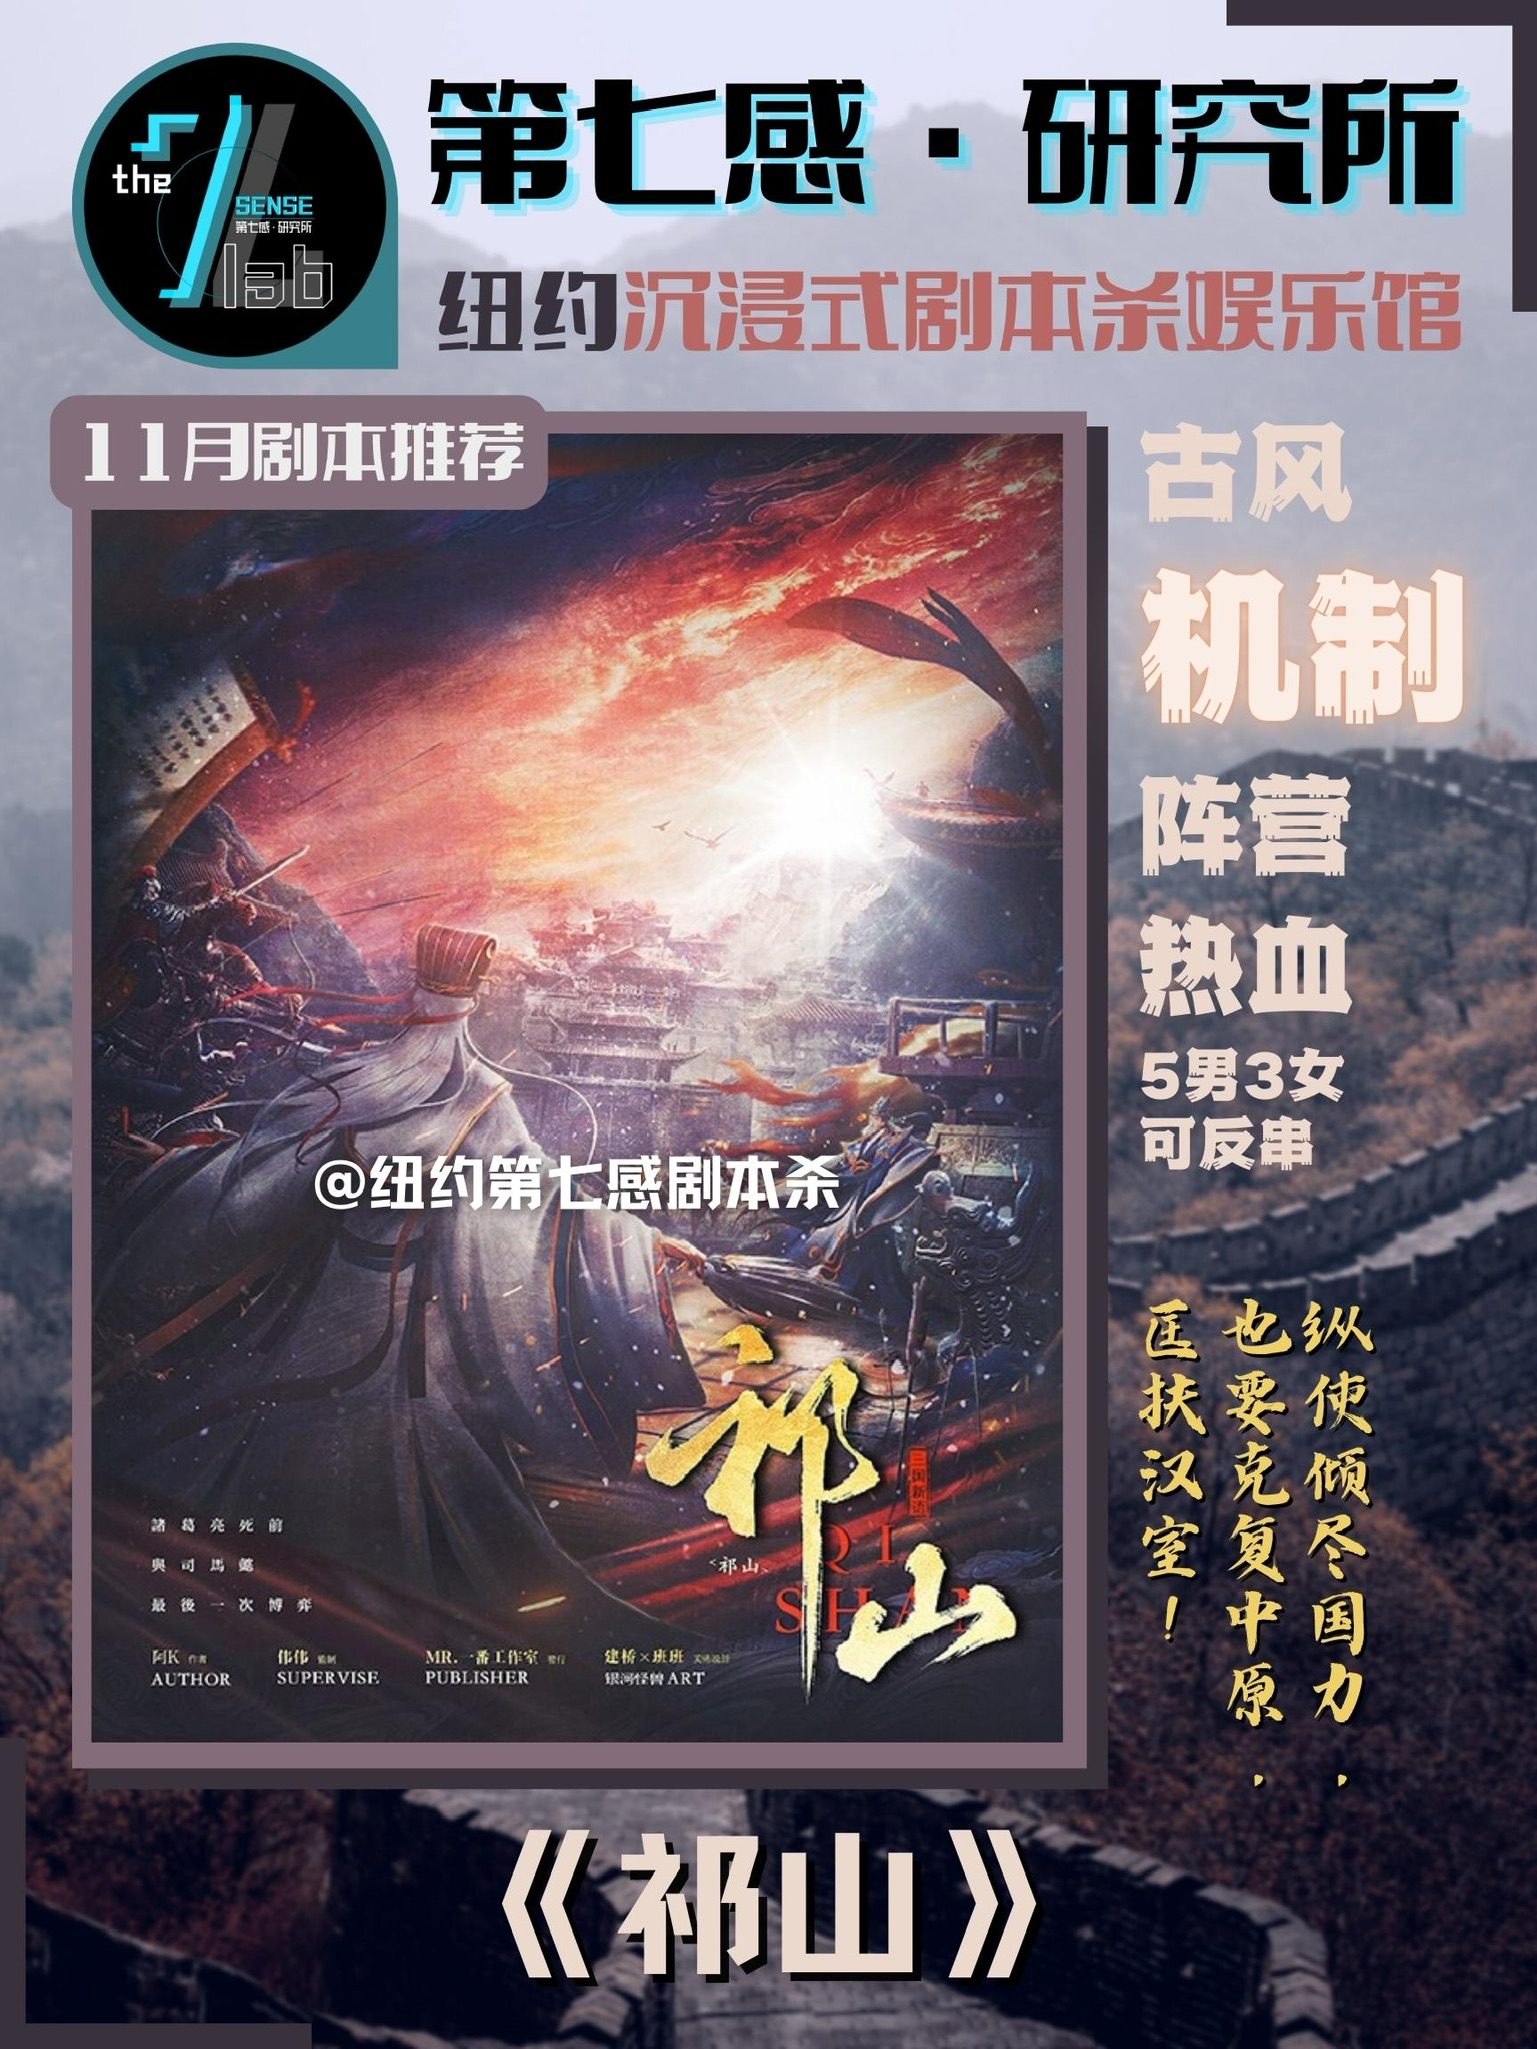 the
7
SENSE
第七感·研究所
lab
第七感·研究所
纽约沉浸式剧本杀娱乐馆
11月剧本推荐
古风
机制
阵营
热血
5男3女
可反串
@纽约第七感剧本杀
纵使倾尽国力..
也要克复中原
匡扶汉室！
祁山
三国新语
QI
SHAN
<祁山>
諸葛亮死前
與司馬懿
最後一次博弈
阿K 作者
AUTHOR
伟伟 监制
SUPERVISE
MR.一番工作室 发行
PUBLISHER
建桥×班班 美术设计
银河怪兽 ART
《祁山》